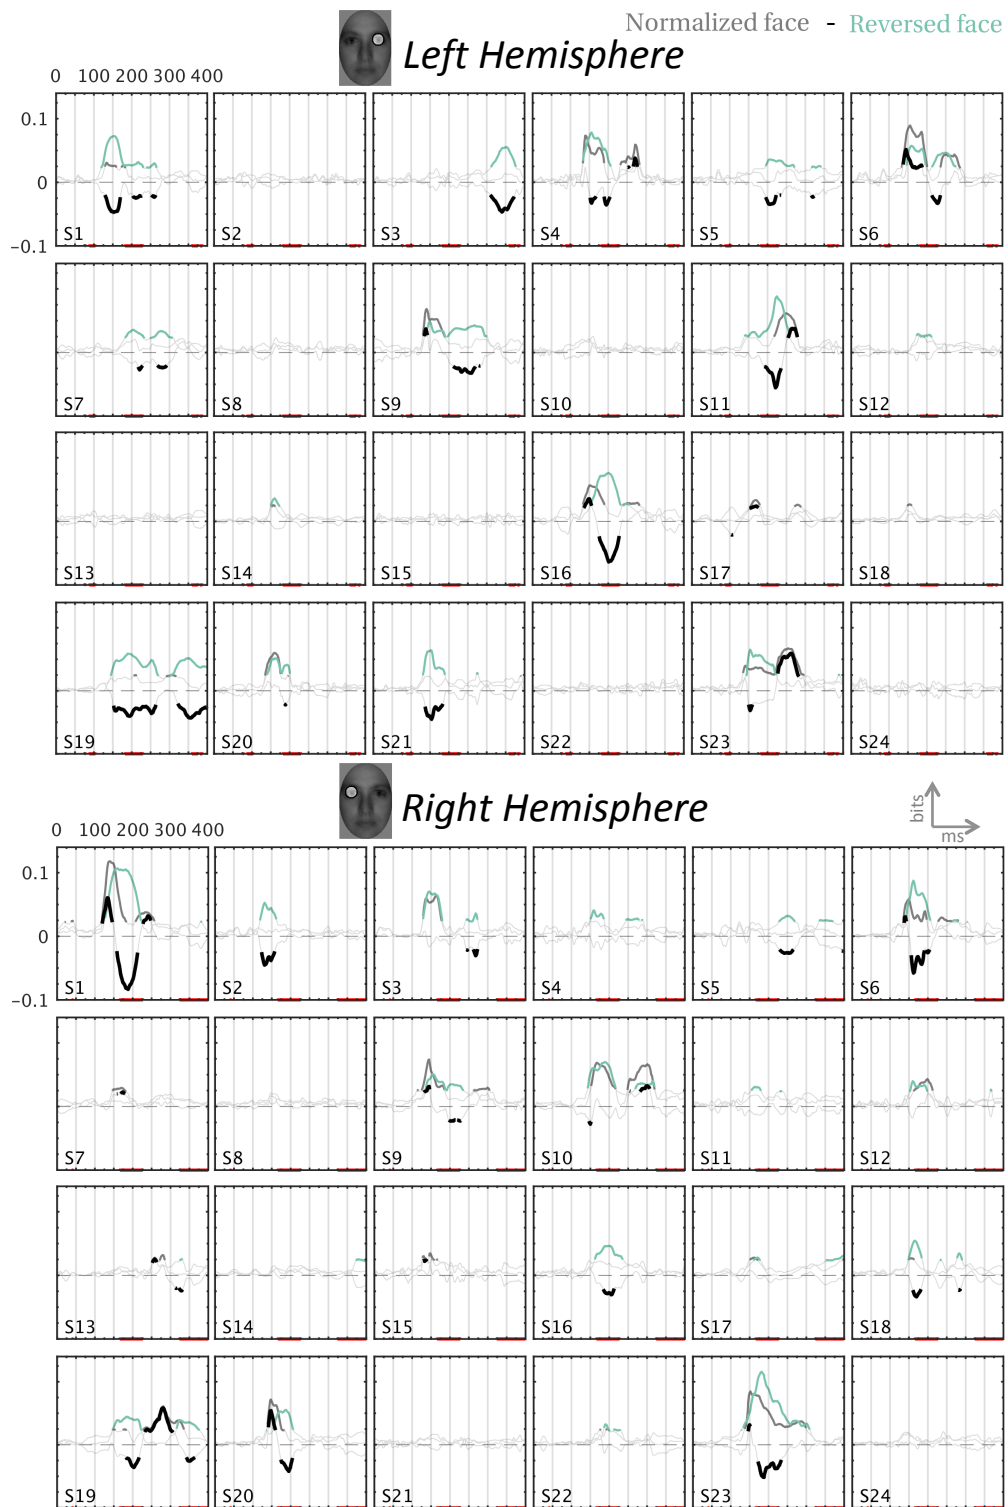 Normalized face - Reversed face
Left Hemisphere
0 100 200 300 400
0.1
0
-0.1
S1 S2 S3 S4 S5 S6
S7 S8 S9 S10 S11 S12
S13 S14 S15 S16 S17 S18
S19 S20 S21 S22 S23 S24
Right Hemisphere
bits
ms
0 100 200 300 400
0.1
0
-0.1
S1 S2 S3 S4 S5 S6
S7 S8 S9 S10 S11 S12
S13 S14 S15 S16 S17 S18
S19 S20 S21 S22 S23 S24